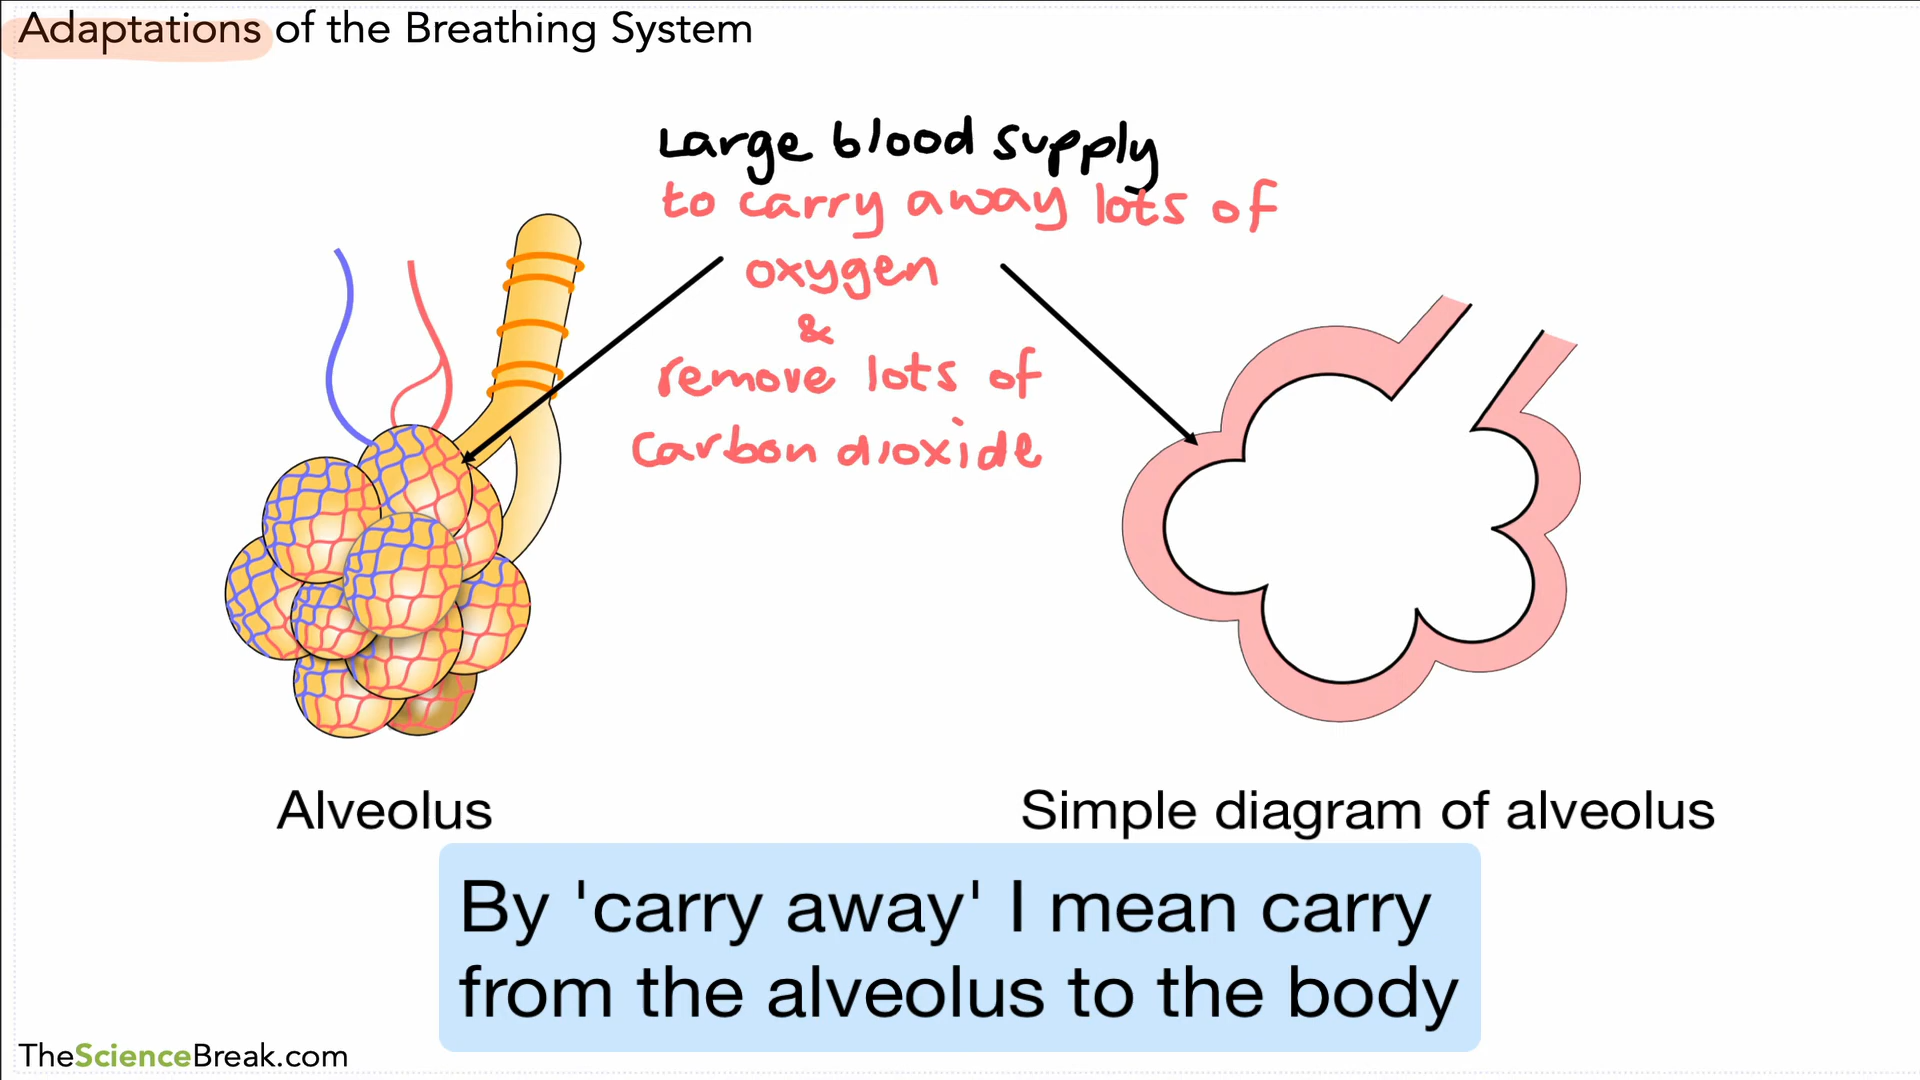 Adaptations of the Breathing System
Large blood supply
to carry away lots of
oxygen
&
remove lots of
carbon dioxide
Alveolus
Simple diagram of alveolus
By 'carry away' I mean carry
from the alveolus to the body
TheScienceBreak.com